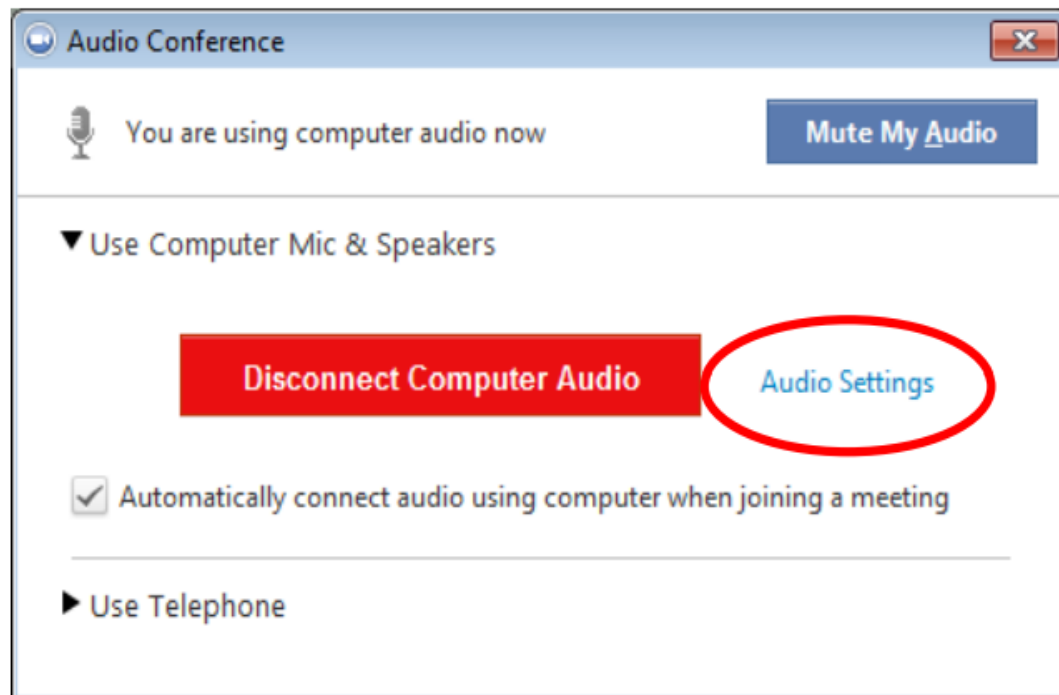 Audio Conference
You are using computer audio now
Mute My Audio
Use Computer Mic & Speakers
Disconnect Computer Audio
Audio Settings
Automatically connect audio using computer when joining a meeting
Use Telephone